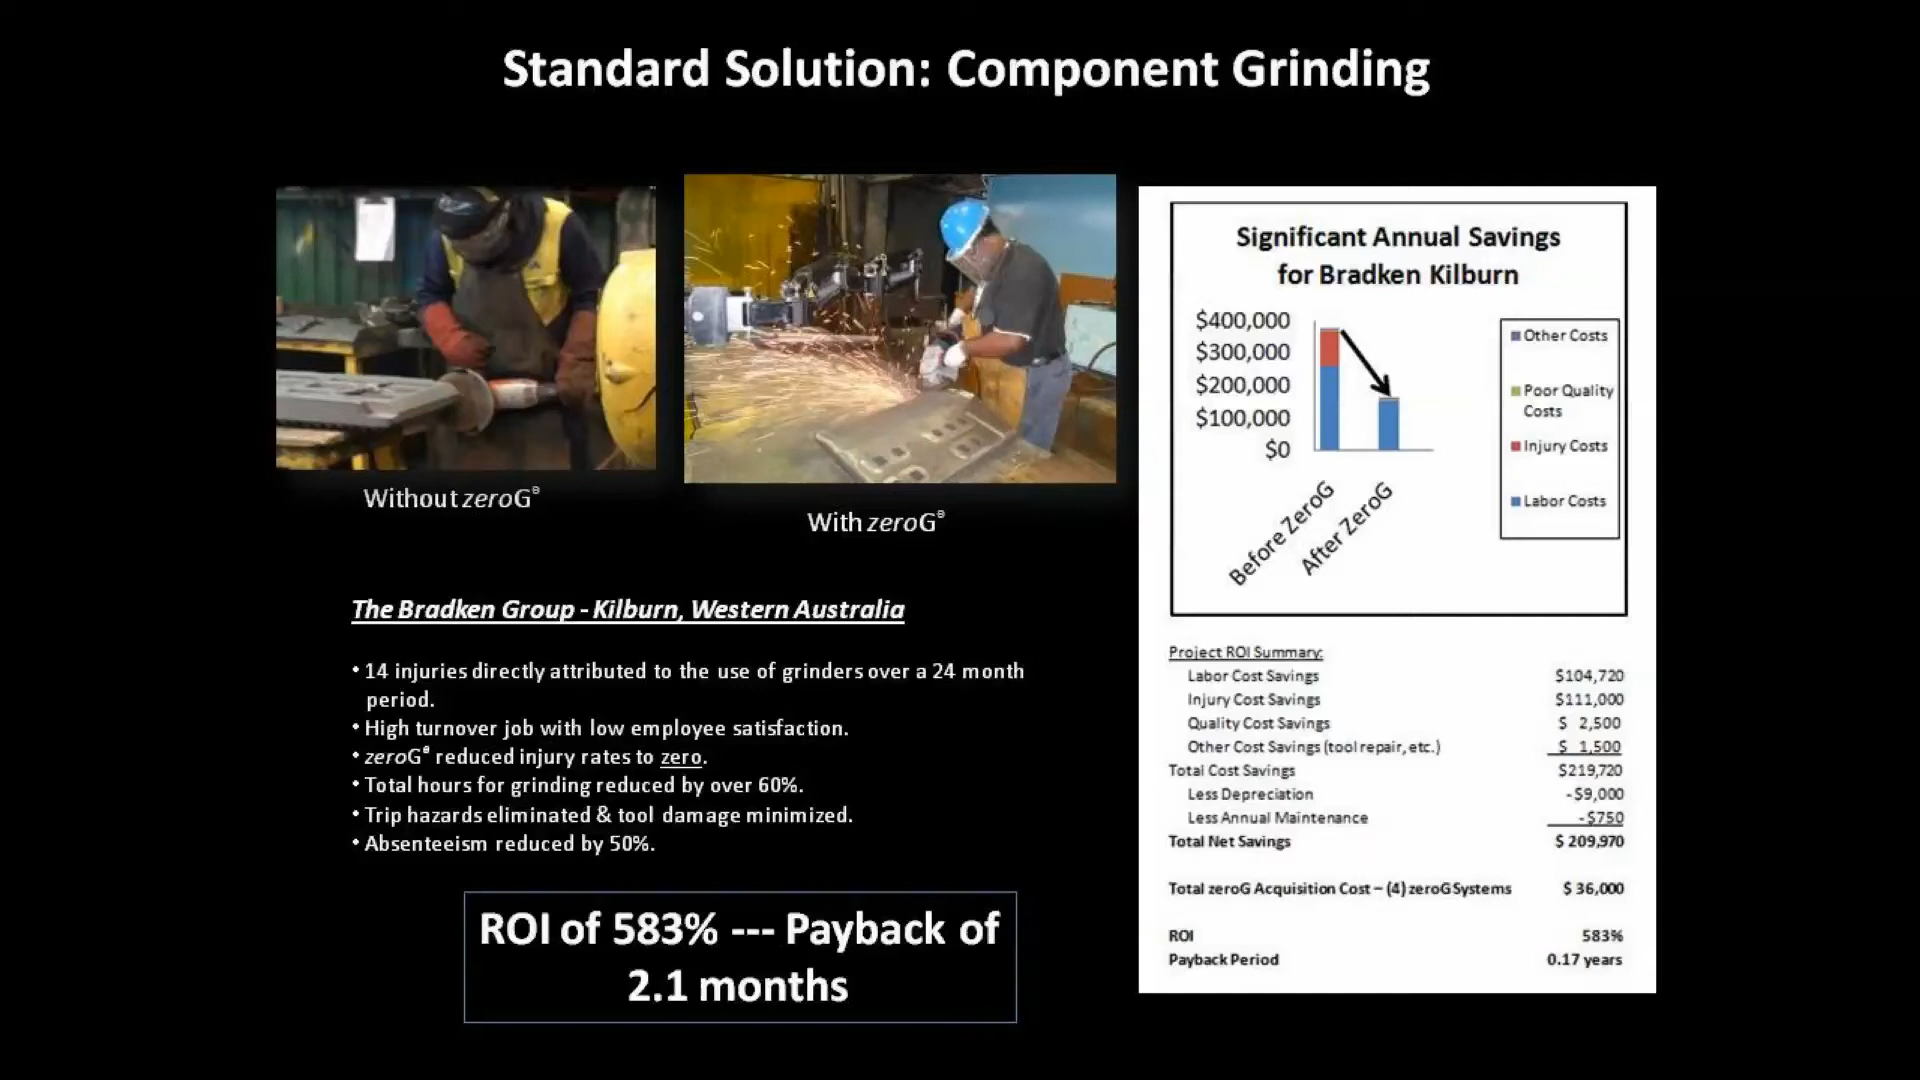 Standard Solution: Component Grinding
Without zeroG®
With zeroG®
The Bradken Group - Kilburn, Western Australia
• 14 injuries directly attributed to the use of grinders over a 24 month
period.
• High turnover job with low employee satisfaction.
• zeroG® reduced injury rates to zero.
• Total hours for grinding reduced by over 60%.
• Trip hazards eliminated & tool damage minimized.
• Absenteeism reduced by 50%.
ROI of 583% --- Payback of
2.1 months
Significant Annual Savings
for Bradken Kilburn
$400,000
$300,000
$200,000
$100,000
$0
Before ZeroG
After ZeroG
Other Costs
Poor Quality
Costs
Injury Costs
Labor Costs
Project ROI Summary:
Labor Cost Savings $104,720
Injury Cost Savings $111,000
Quality Cost Savings $ 2,500
Other Cost Savings (tool repair, etc.) $ 1,500
Total Cost Savings $219,720
Less Depreciation -$9,000
Less Annual Maintenance -$750
Total Net Savings $ 209,970
Total zeroG Acquisition Cost – (4) zeroG Systems $ 36,000
ROI 583%
Payback Period 0.17 years